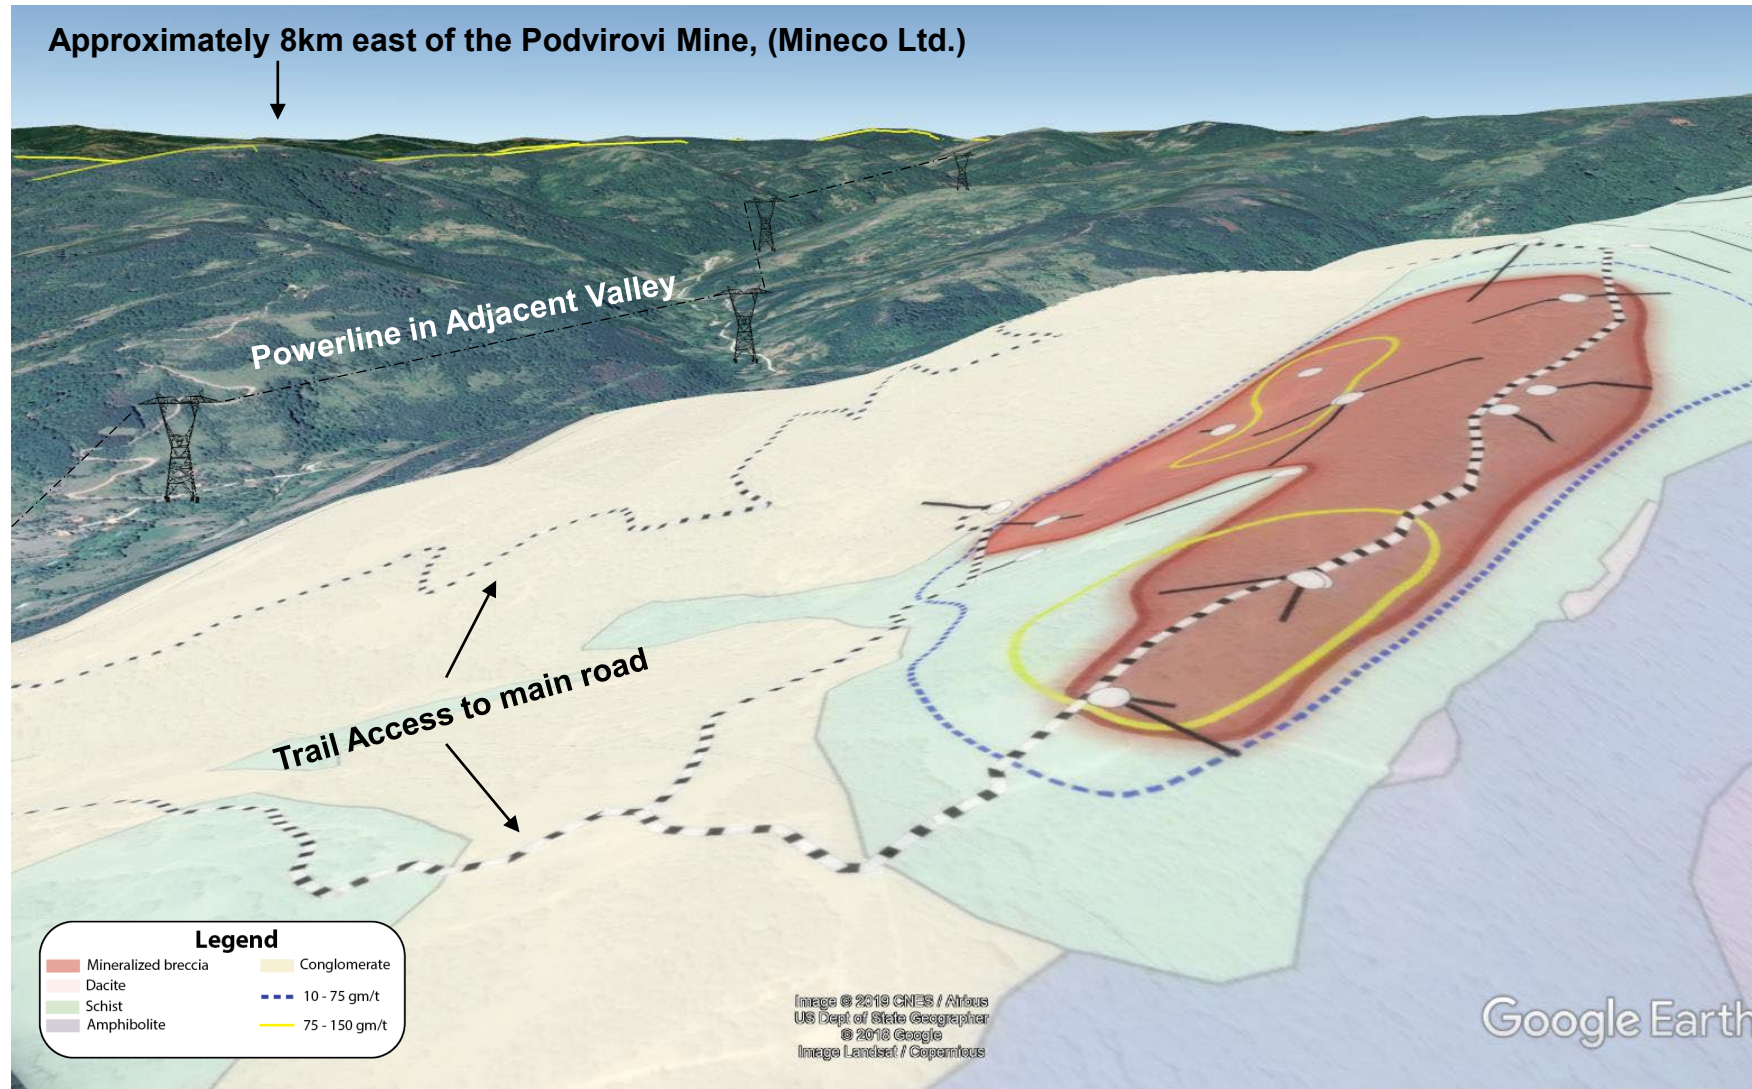 Approximately 8km east of the Podvirovi Mine, (Mineco Ltd.)
Powerline in Adjacent Valley
Trail Access to main road
Legend
Mineralized breccia
Dacite
Schist
Amphibolite
Conglomerate
10 - 75 gm/t
75 - 150 gm/t
Image © 2019 CNES / Airbus
US Dept of State Geographer
© 2018 Google
Image Landsat / Copernicus
Google Earth